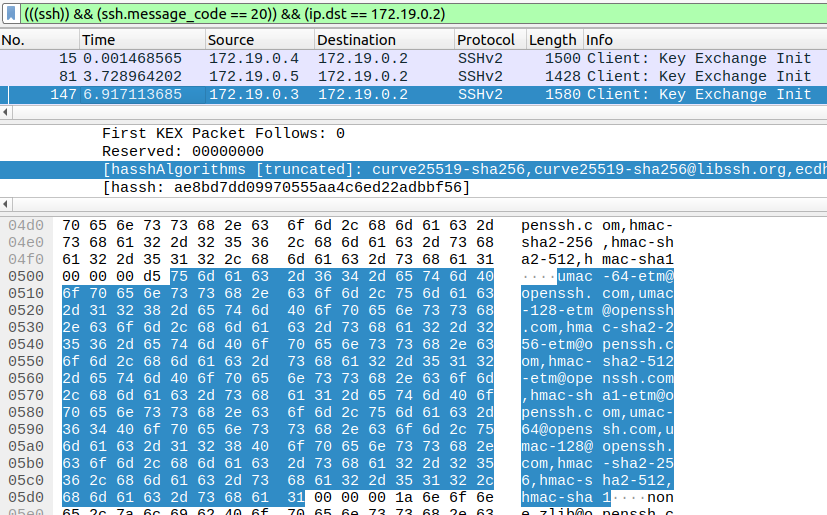 (((ssh)) && (ssh.message_code == 20)) && (ip.dst == 172.19.0.2)
No. Time Source Destination Protocol Length Info
15 0.001468565 172.19.0.4 172.19.0.2 SSHv2 1500 Client: Key Exchange Init
81 3.728964202 172.19.0.5 172.19.0.2 SSHv2 1428 Client: Key Exchange Init
147 6.917113685 172.19.0.3 172.19.0.2 SSHv2 1580 Client: Key Exchange Init
First KEX Packet Follows: 0
Reserved: 00000000
[hasshAlgorithms [truncated]: curve25519-sha256,curve25519-sha256@libssh.org,ecdh
[hassh: ae8bd7dd09970555aa4c6ed22adbbf56]
04d0 70 65 6e 73 73 68 2e 63 6f 6d 2c 68 6d 61 63 2d penssh.c om,hmac-
04e0 73 68 61 32 2d 32 35 36 2c 68 6d 61 63 2d 73 68 sha2-256 ,hmac-sh
04f0 61 32 2d 35 31 32 2c 68 6d 61 63 2d 73 68 61 31 a2-512,h mac-sha1
0500 00 00 00 d5 75 6d 61 63 2d 36 34 2d 65 74 6d 40 ····umac -64-etm@
0510 6f 70 65 6e 73 73 68 2e 63 6f 6d 2c 75 6d 61 63 openssh. com,umac
0520 2d 31 32 38 2d 65 74 6d 40 6f 70 65 6e 73 73 68 -128-etm @openssh
0530 2e 63 6f 6d 2c 68 6d 61 63 2d 73 68 61 32 2d 32 .com,hma c-sha2-2
0540 35 36 2d 65 74 6d 40 6f 70 65 6e 73 73 68 2e 63 56-etm@o penssh.c
0550 6f 6d 2c 68 6d 61 63 2d 73 68 61 32 2d 35 31 32 om,hmac- sha2-512
0560 2d 65 74 6d 40 6f 70 65 6e 73 73 68 2e 63 6f 6d -etm@ope nssh.com
0570 2c 68 6d 61 63 2d 73 68 61 31 2d 65 74 6d 40 6f ,hmac-sh a1-etm@o
0580 70 65 6e 73 73 68 2e 63 6f 6d 2c 75 6d 61 63 2d penssh.c om,umac-
0590 36 34 40 6f 70 65 6e 73 73 68 2e 63 6f 6d 2c 75 64@opens sh.com,u
05a0 6d 61 63 2d 31 32 38 40 6f 70 65 6e 73 73 68 2e mac-128@ openssh.
05b0 63 6f 6d 2c 68 6d 61 63 2d 73 68 61 32 2d 32 35 com,hmac -sha2-25
05c0 36 2c 68 6d 61 63 2d 73 68 61 32 2d 35 31 32 2c 6,hmac-s ha2-512,
05d0 68 6d 61 63 2d 73 68 61 31 00 00 00 1a 6e 6f 6e hmac-sha 1····non
05e0 65 2c 7a 6c 69 62 40 6f 70 65 6e 73 73 68 2e 63 e,zlib@o penssh.c